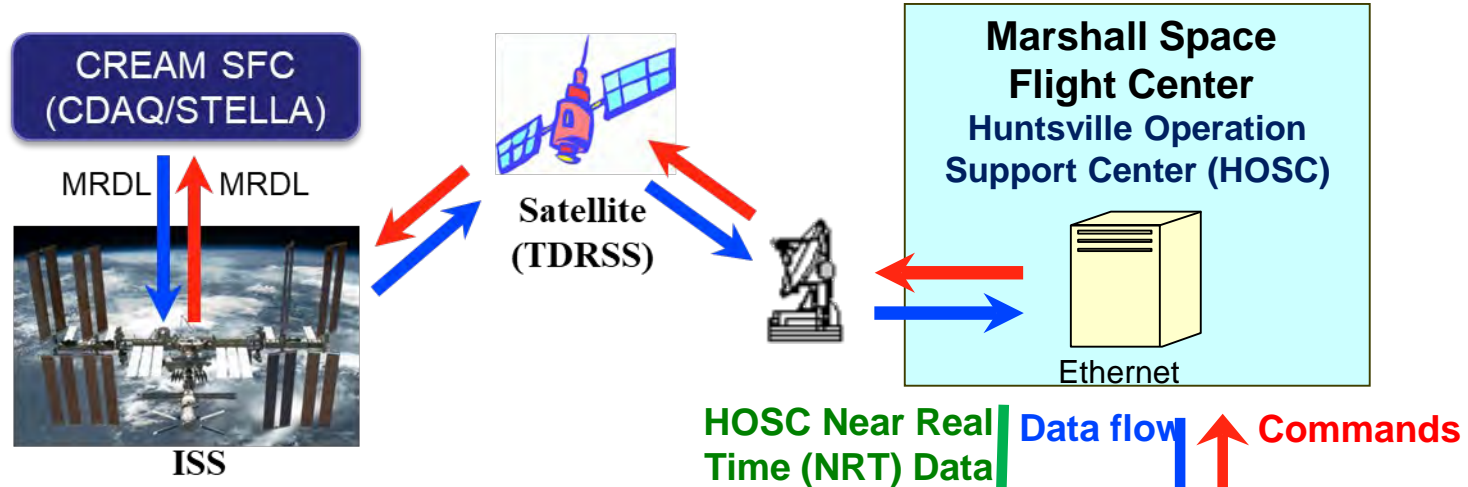 CREAM SFC
(CDAQ/STELLA)
MRDL
MRDL
ISS
Satellite
(TDRSS)
Marshall Space
Flight Center
Huntsville Operation
Support Center (HOSC)
Ethernet
HOSC Near Real
Time (NRT) Data
Data flow
Commands